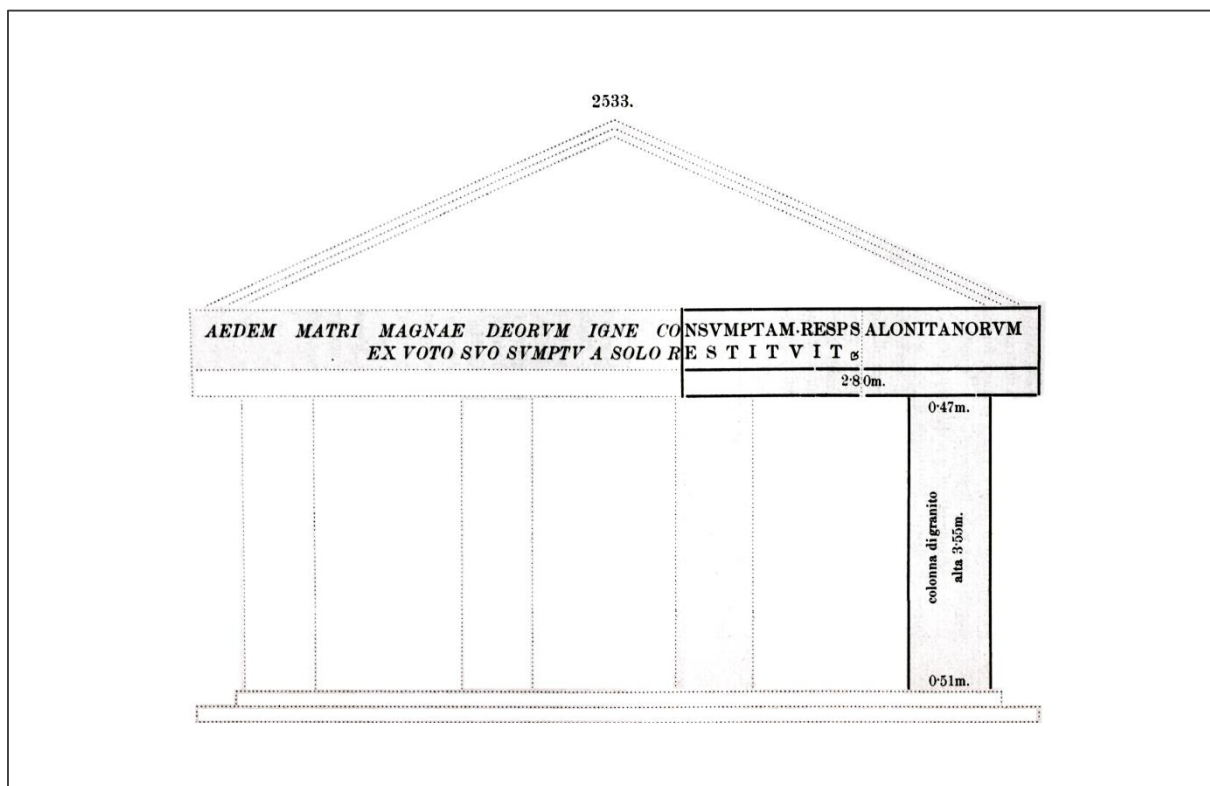 2533.
AEDEM MATRI MAGNAE DEORVM IGNE CONSVMPTAM·RESPSALONITANORVM
EX VOTO SVO SVMPTV A SOLO RESTITVIT
2·80m.
0·47m.
colonna di granito
alta 3·55m.
0·51m.